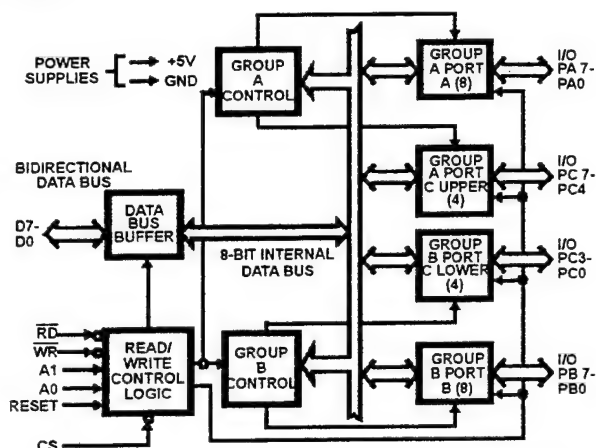 POWER
SUPPLIES
+5V
GND
GROUP
A
CONTROL
GROUP
A PORT
A (8)
I/O
PA 7-
PA0
BIDIRECTIONAL
DATA BUS
D7-
D0
DATA
BUS
BUFFER
8-BIT INTERNAL
DATA BUS
GROUP
A PORT
C UPPER
(4)
I/O
PC 7-
PC4
GROUP
B PORT
C LOWER
(4)
I/O
PC3-
PC0
RD
WR
A1
A0
RESET
CS
READ/
WRITE
CONTROL
LOGIC
GROUP
B
CONTROL
GROUP
B PORT
B (8)
I/O
PB 7-
PB0